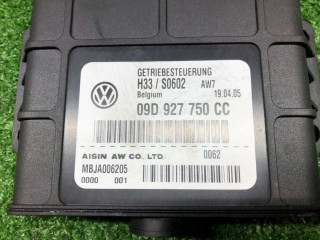 GETRIEBESTEUERUNG
H33 / S0602 AW7
Belgium 19.04.05
09D 927 750 CC
AISIN AW CO., LTD. 0062
MBJA006205
0000 001